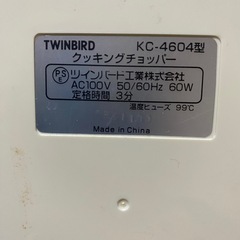 TWINBIRD KC-4604型
クッキングチョッパー
PSE ツインバード工業株式会社
AC100V 50/60Hz 60W
定格時間 3分
温度ヒューズ 99℃
Made in China